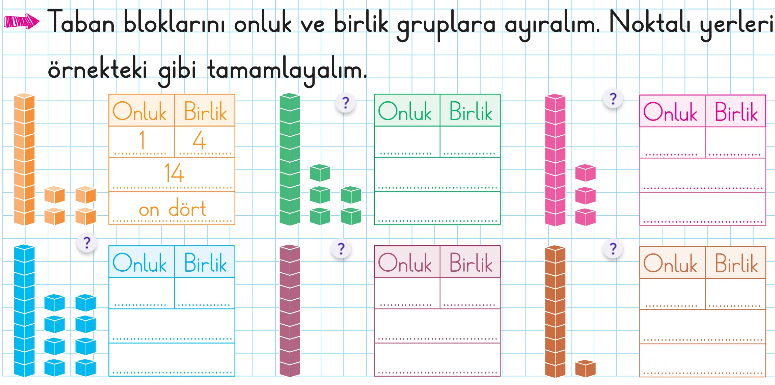 Taban bloklarını onluk ve birlik gruplara ayıralım. Noktalı yerleri
örnekteki gibi tamamlayalım.
Onluk Birlik
1 4
14
on dört
?
Onluk Birlik
?
Onluk Birlik
?
Onluk Birlik
?
Onluk Birlik
?
Onluk Birlik